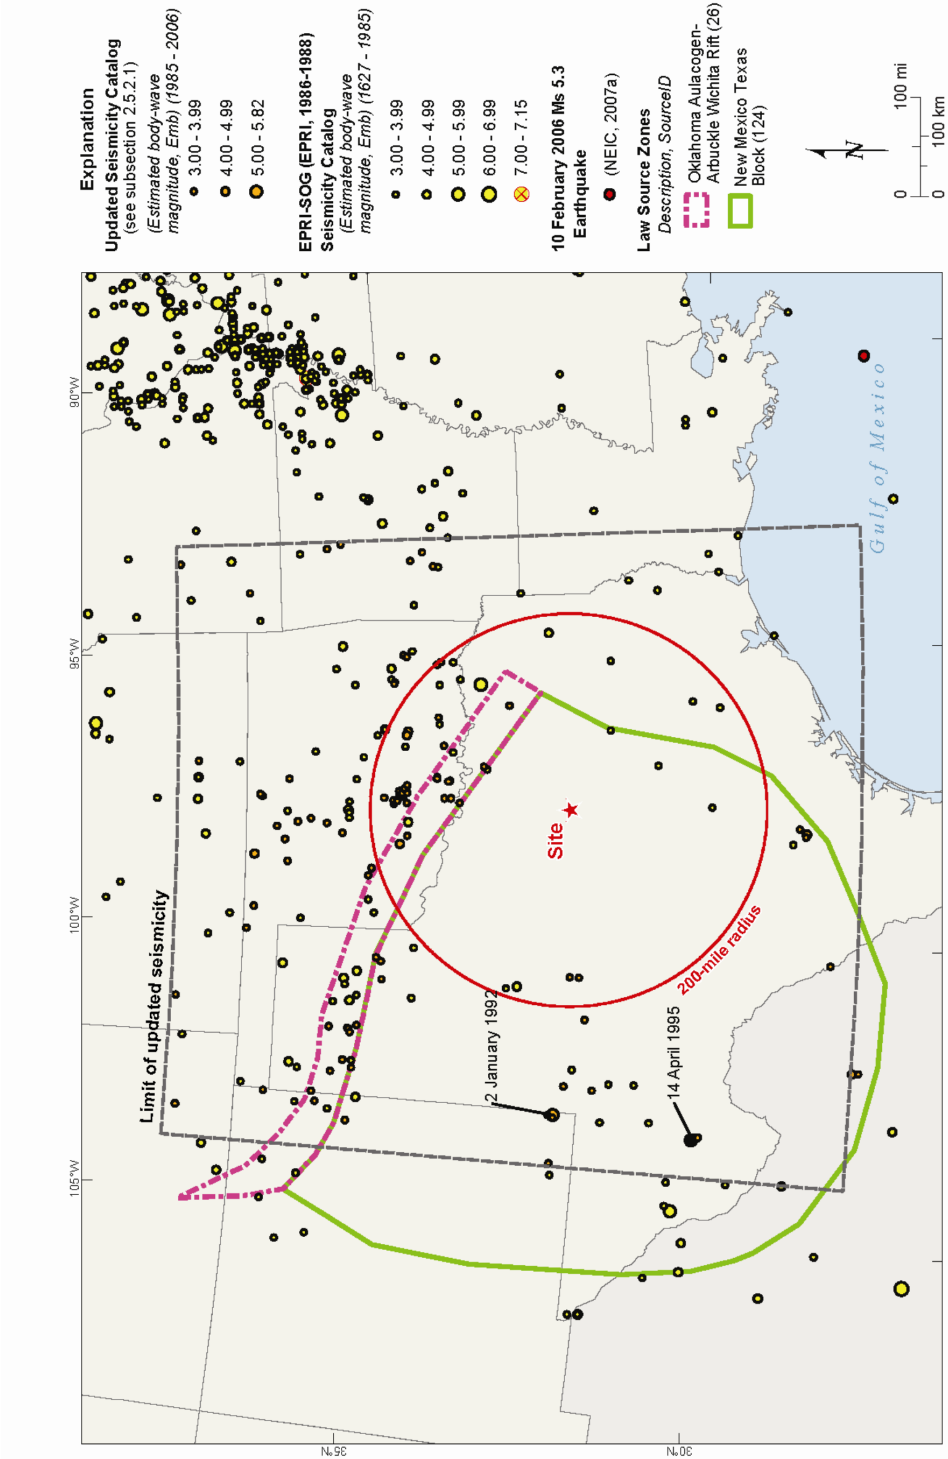 Explanation
Updated Seismicity Catalog
(see subsection 2.5.2.1)
(Estimated body-wave
magnitude, Emb) (1985 - 2006)
3.00 - 3.99
4.00 - 4.99
5.00 - 5.82
EPRI-SOG (EPRI, 1986-1988)
Seismicity Catalog
(Estimated body-wave
magnitude, Emb) (1627 - 1985)
3.00 - 3.99
4.00 - 4.99
5.00 - 5.99
6.00 - 6.99
7.00 - 7.15
10 February 2006 Ms 5.3
Earthquake
(NEIC, 2007a)
Law Source Zones
Description, SourceID
Oklahoma Aulacogen-
Arbuckle Wichita Rift (26)
New Mexico Texas
Block (124)
N
0 100 mi
0 100 km
105°W
100°W
95°W
90°W
35°N
30°N
Limit of updated seismicity
Site
200-mile radius
2 January 1992
14 April 1995
Gulf of Mexico